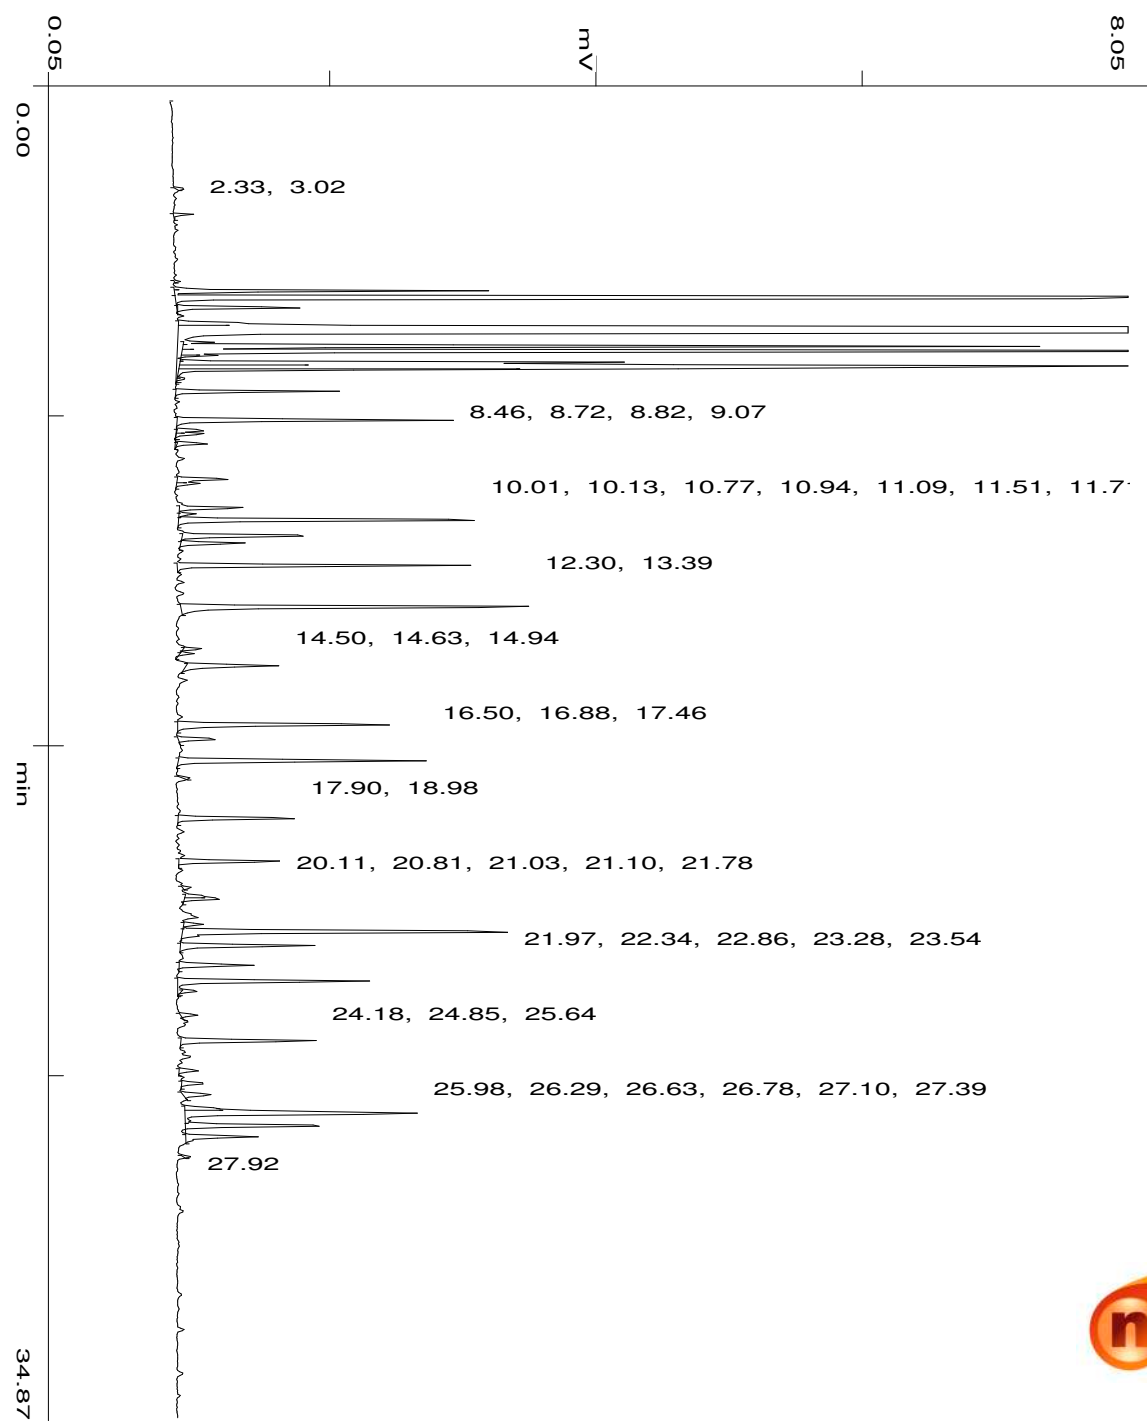 0.05
mV
8.05
0.00
2.33, 3.02
8.46, 8.72, 8.82, 9.07
10.01, 10.13, 10.77, 10.94, 11.09, 11.51, 11.71
12.30, 13.39
14.50, 14.63, 14.94
16.50, 16.88, 17.46
min
17.90, 18.98
20.11, 20.81, 21.03, 21.10, 21.78
21.97, 22.34, 22.86, 23.28, 23.54
24.18, 24.85, 25.64
25.98, 26.29, 26.63, 26.78, 27.10, 27.39
27.92
n
34.87